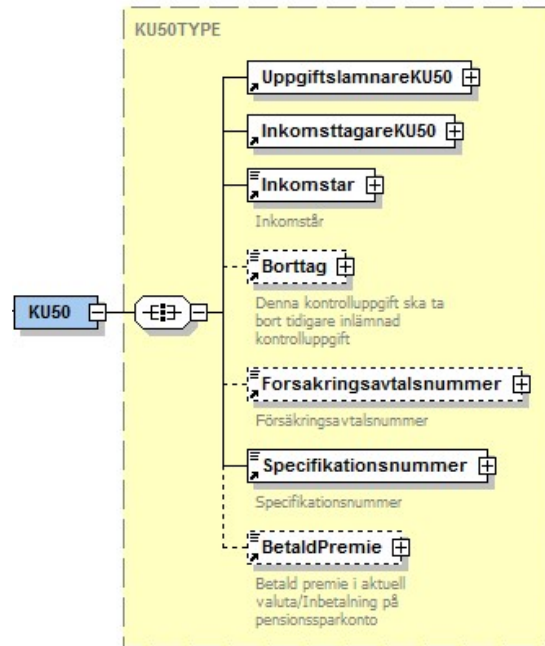 KU50TYPE
UppgiftslamnareKU50
InkomsttagareKU50
Inkomstar
Inkomstår
Borttag
Denna kontrolluppgift ska ta
bort tidigare inlämnad
kontrolluppgift
KU50
Forsakringsavtalsnummer
Försäkringsavtalsnummer
Specifikationsnummer
Specifikationsnummer
BetaldPremie
Betald premie i aktuell
valuta/Inbetalning på
pensionssparkonto